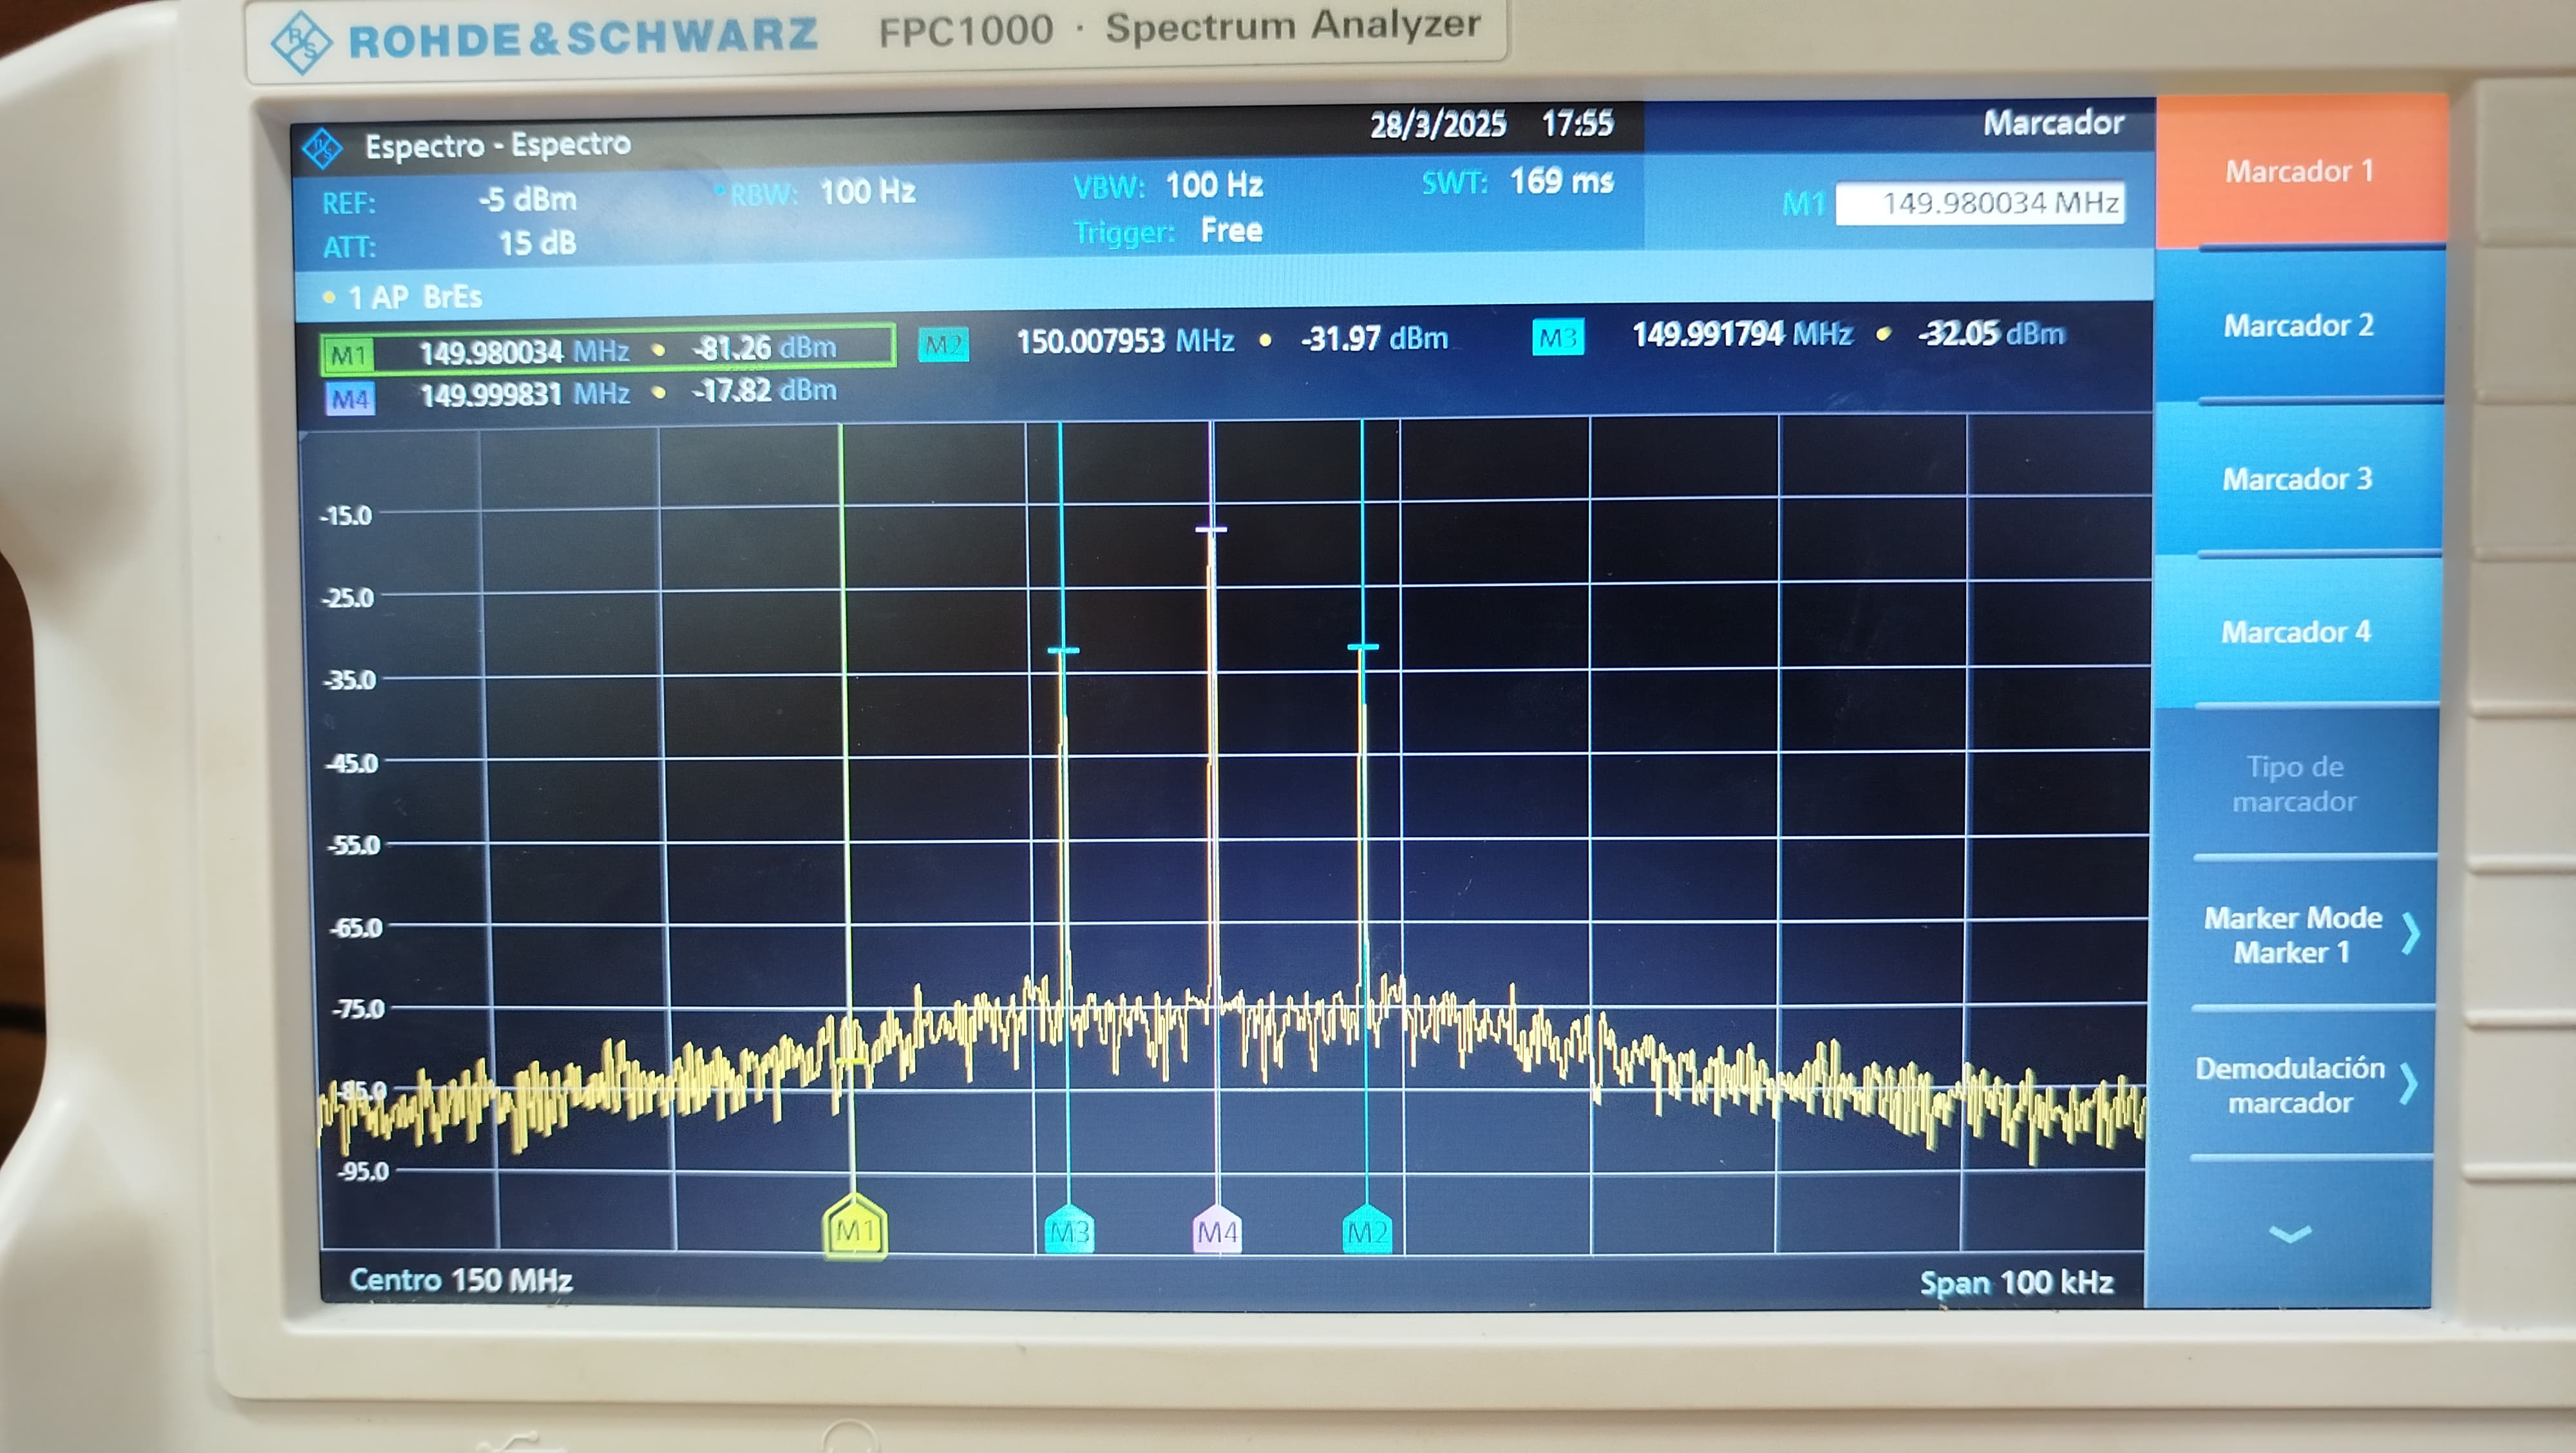 ROHDE&SCHWARZ FPC1000 · Spectrum Analyzer
Espectro - Espectro 28/3/2025 17:55 Marcador
REF: -5 dBm RBW: 100 Hz VBW: 100 Hz SWT: 169 ms M1 149.980034 MHz
ATT: 15 dB Trigger: Free
1 AP BrEs
M1 149.980034 MHz • -81.26 dBm M2 150.007953 MHz • -31.97 dBm M3 149.991794 MHz • -32.05 dBm
M4 149.999831 MHz • -17.82 dBm
-15.0
-25.0
-35.0
-45.0
-55.0
-65.0
-75.0
-85.0
-95.0
M1 M3 M4 M2
Centro 150 MHz Span 100 kHz
Marcador 1
Marcador 2
Marcador 3
Marcador 4
Tipo de
marcador
Marker Mode
Marker 1
Demodulación
marcador